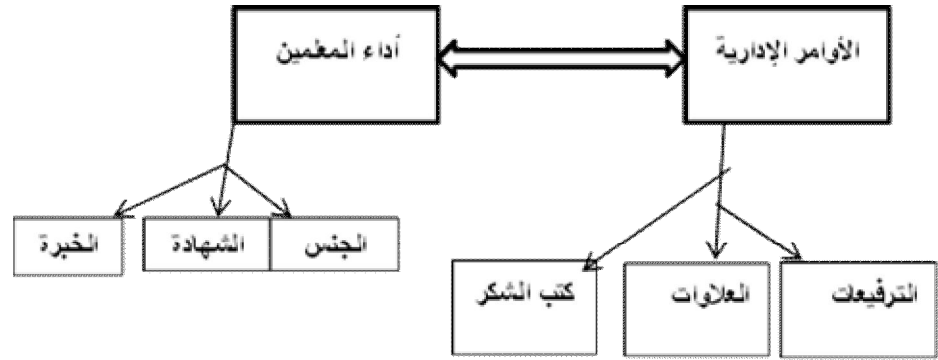 الأوامر الإدارية
أداء المعلمين
الجنس
الشهادة
الخبرة
الترفيعات
العلاوات
كتب الشكر